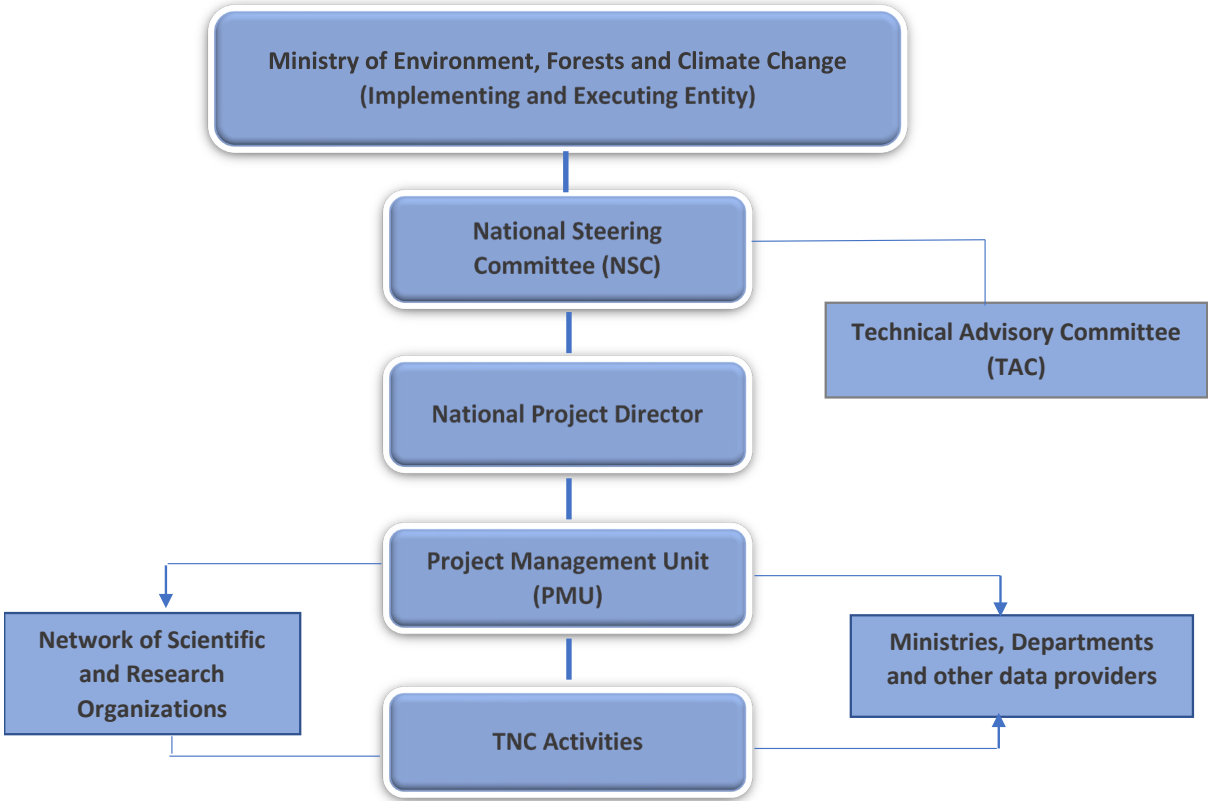 Ministry of Environment, Forests and Climate Change
(Implementing and Executing Entity)
National Steering
Committee (NSC)
Technical Advisory Committee
(TAC)
National Project Director
Project Management Unit
(PMU)
Network of Scientific
and Research
Organizations
Ministries, Departments
and other data providers
TNC Activities